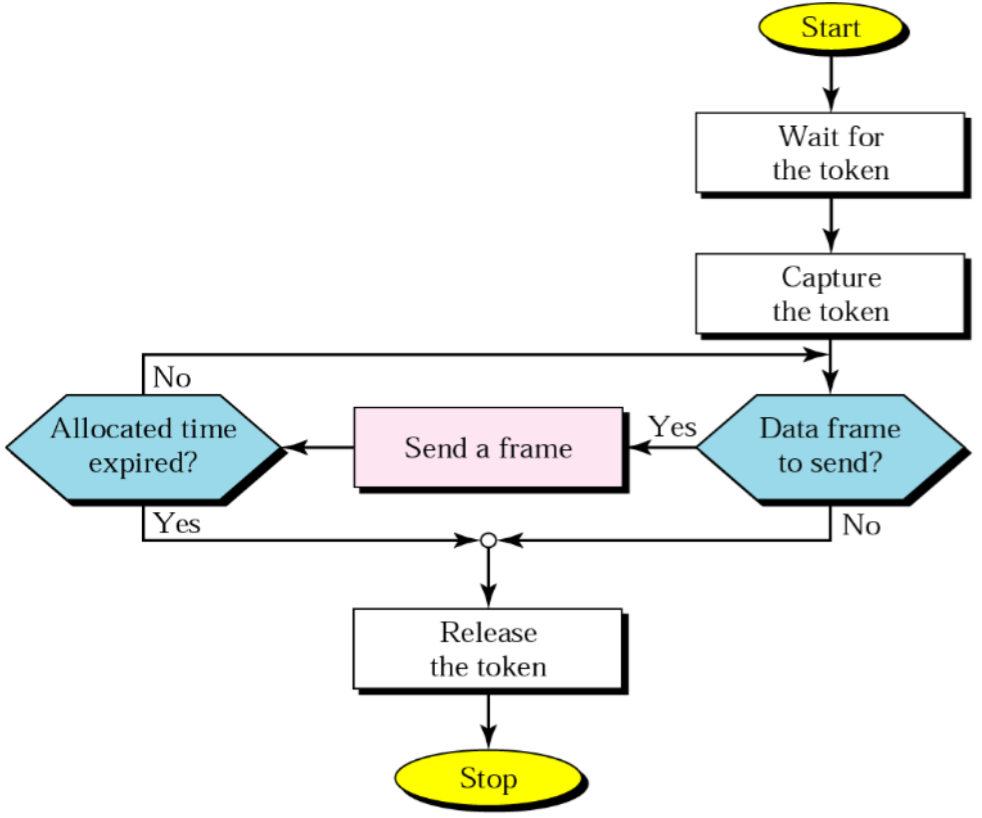 Start
Wait for
the token
Capture
the token
No
Allocated time
expired?
Send a frame
Yes
Data frame
to send?
Yes
No
Release
the token
Stop